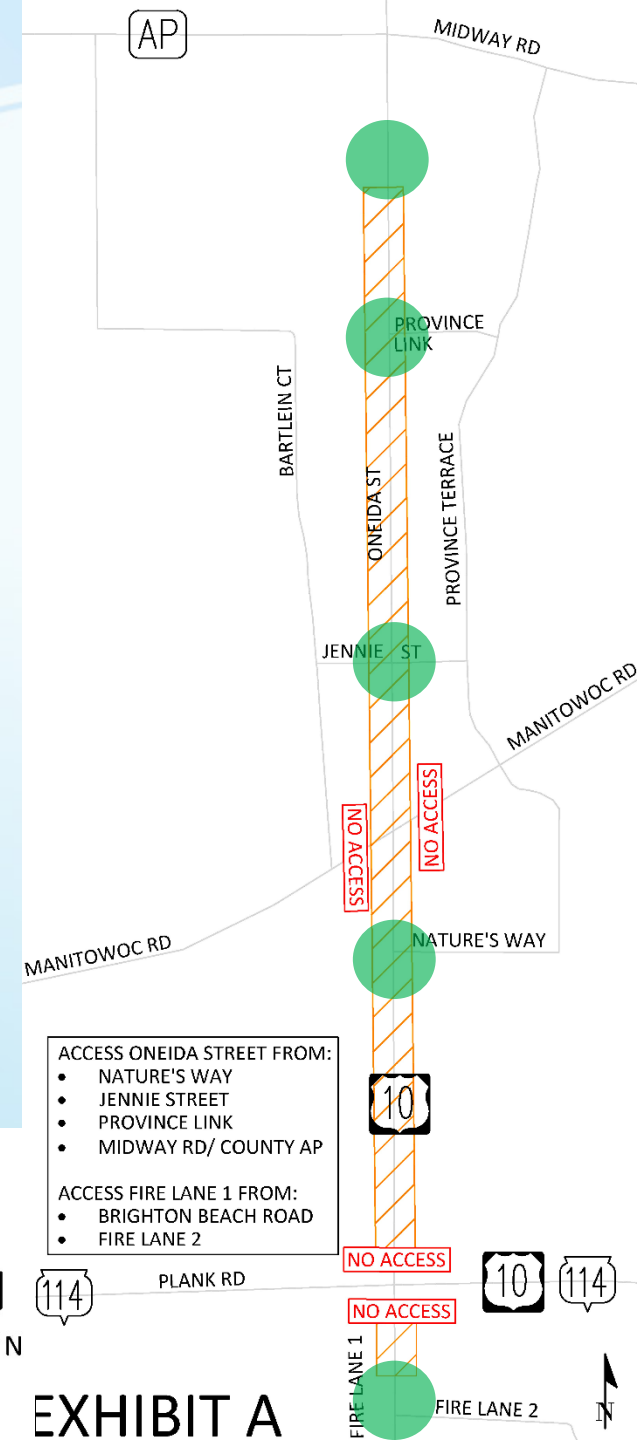 AP
MIDWAY RD
PROVINCE
LINK
BARTLEIN CT
ONEIDA ST
PROVINCE TERRACE
JENNIE ST
MANITOWOC RD
NO ACCESS
NO ACCESS
NATURE'S WAY
MANITOWOC RD
ACCESS ONEIDA STREET FROM:
• NATURE'S WAY
• JENNIE STREET
• PROVINCE LINK
• MIDWAY RD/ COUNTY AP
ACCESS FIRE LANE 1 FROM:
• BRIGHTON BEACH ROAD
• FIRE LANE 2
10
NO ACCESS
114
PLANK RD
10
114
NO ACCESS
N
FIRE LANE 1
EXHIBIT A
FIRE LANE 2
N